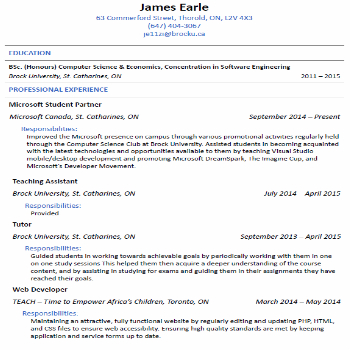 James Earle
63 Commerford Street, Thorold, ON, L2V 4X3
(647) 404-3067
je11zi@brocku.ca
EDUCATION
BSc. (Honours) Computer Science & Economics, Concentration in Software Engineering
Brock University, St. Catharines, ON 2011 – 2015
PROFESSIONAL EXPERIENCE
Microsoft Student Partner
Microsoft Canada, St. Catharines, ON September 2014 – Present
Responsibilities:
Improved the Microsoft presence on campus through various promotional activities regularly held
through the Computer Science Club at Brock University. Assisted students in becoming acquainted
with the latest technologies and opportunities available to them by teaching Visual Studio
mobile/desktop development and promoting Microsoft DreamSpark, The Imagine Cup, and
Microsoft's Developer Movement.
Teaching Assistant
Brock University, St. Catharines, ON July 2014 – April 2015
Responsibilities:
Provided
Tutor
Brock University, St. Catharines, ON September 2013 – April 2015
Responsibilities:
Guided students in working towards achievable goals by periodically working with them in one
on one study sessions This helped them then acquire a deeper understanding of the course
content, and by assisting in studying for exams and guiding them in their assignments they have
reached their goals.
Web Developer
TEACH – Time to Empower Africa's Children, Toronto, ON March 2014 – May 2014
Responsibilities:
Maintaining an attractive, fully functional website by regularly editing and updating PHP, HTML,
and CSS files to ensure web accessibility. Ensuring high quality standards are met by keeping
application and service forms up to date.